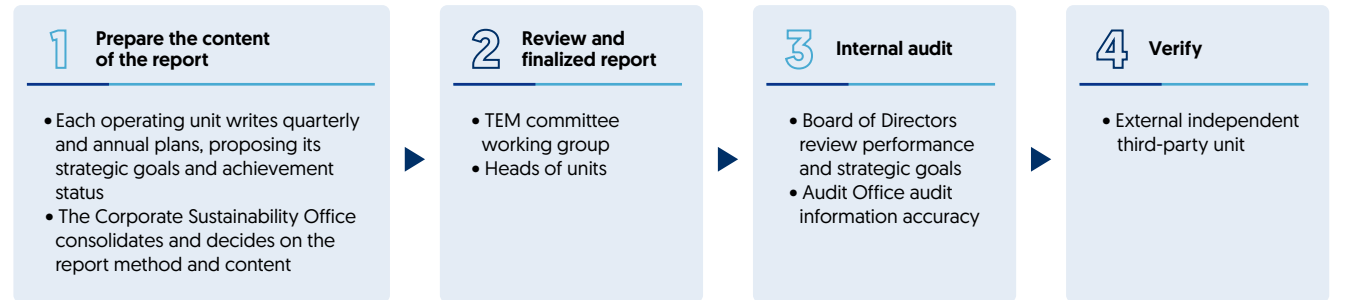 1
Prepare the content
of the report
• Each operating unit writes quarterly
and annual plans, proposing its
strategic goals and achievement
status
• The Corporate Sustainability Office
consolidates and decides on the
report method and content
2
Review and
finalized report
• TEM committee
working group
• Heads of units
3
Internal audit
• Board of Directors
review performance
and strategic goals
• Audit Office audit
information accuracy
4
Verify
• External independent
third-party unit